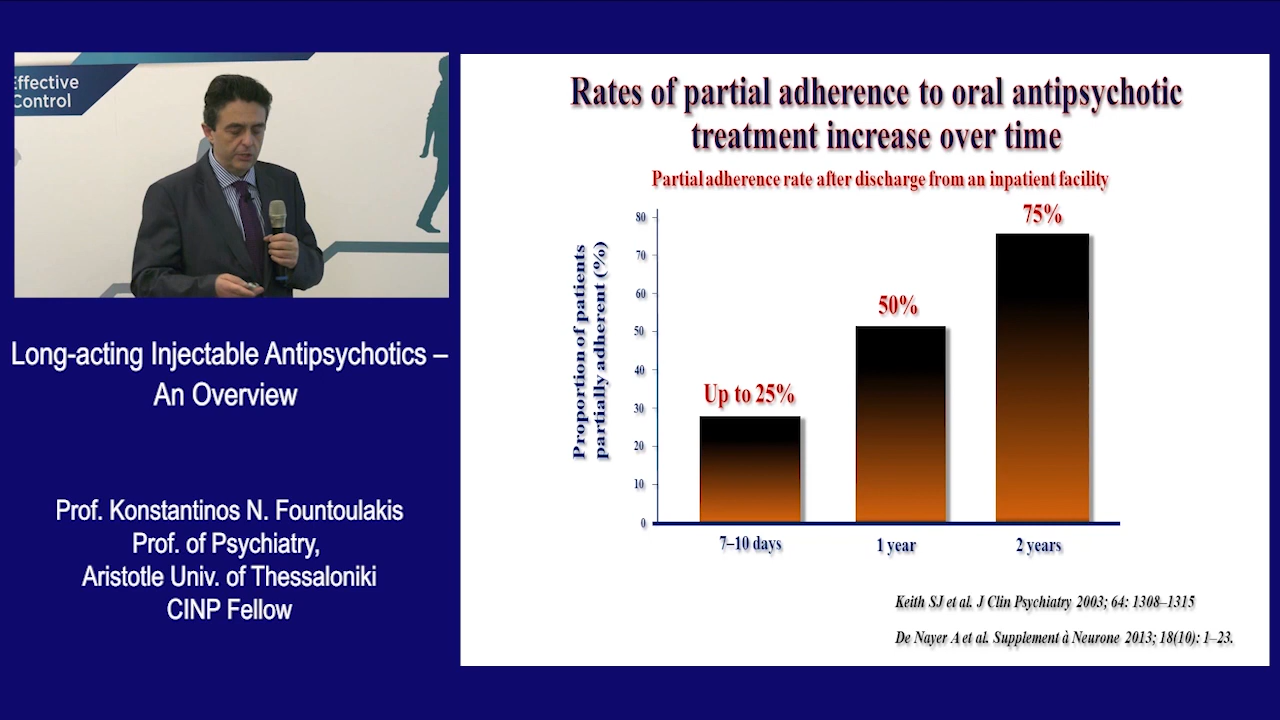 Effective
Control
Long-acting Injectable Antipsychotics –
An Overview
Prof. Konstantinos N. Fountoulakis
Prof. of Psychiatry,
Aristotle Univ. of Thessaloniki
CINP Fellow
Rates of partial adherence to oral antipsychotic
treatment increase over time
Partial adherence rate after discharge from an inpatient facility
Proportion of patients
partially adherent (%)
80
70
60
50
40
30
20
10
0
Up to 25%
50%
75%
7–10 days
1 year
2 years
Keith SJ et al. J Clin Psychiatry 2003; 64: 1308–1315
De Nayer A et al. Supplement à Neurone 2013; 18(10): 1–23.